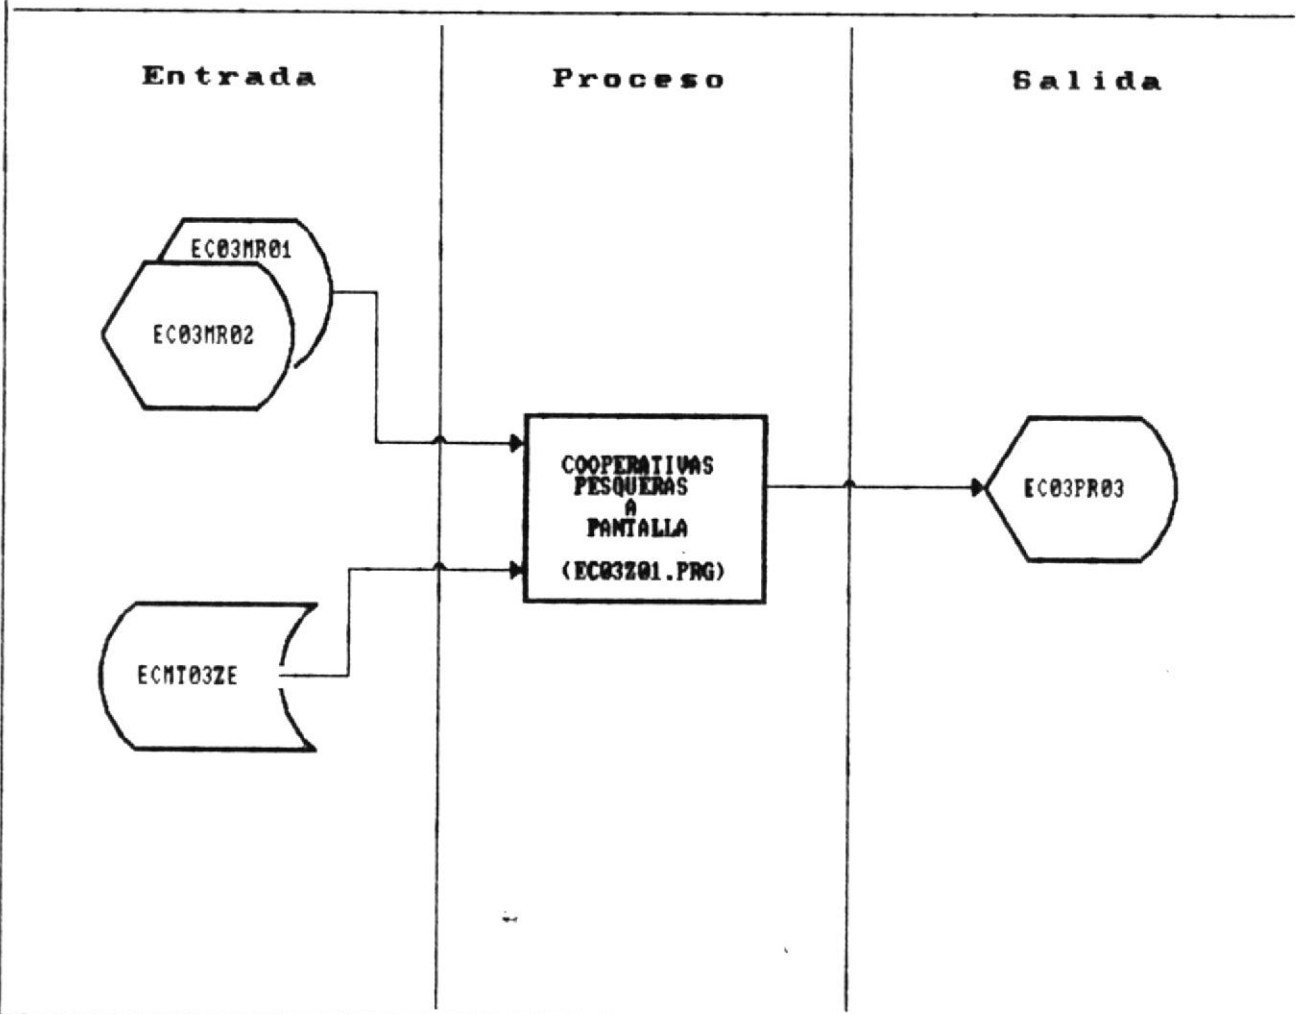 Entrada
Proceso
Salida
EC03MR01
EC03MR02
COOPERATIVAS
PESQUERAS
A
PANTALLA
(EC03Z01.PRG)
EC03PR03
ECMT03ZE